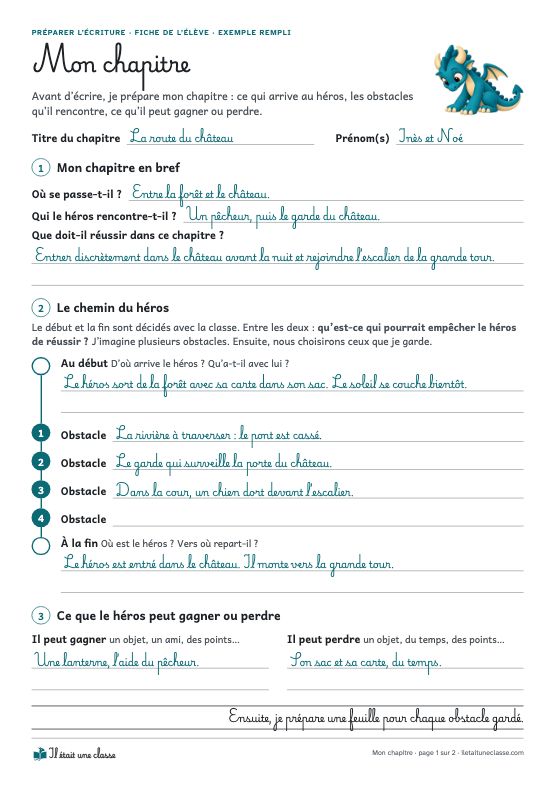 PRÉPARER L'ÉCRITURE · FICHE DE L'ÉLÈVE · EXEMPLE REMPLI
Mon chapitre
Avant d'écrire, je prépare mon chapitre : ce qui arrive au héros, les obstacles
qu'il rencontre, ce qu'il peut gagner ou perdre.
Titre du chapitre La route du château Prénom(s) Inès et Noé
1 Mon chapitre en bref
Où se passe-t-il ? Entre la forêt et le château.
Qui le héros rencontre-t-il ? Un pêcheur, puis le garde du château.
Que doit-il réussir dans ce chapitre ?
Entrer discrètement dans le château avant la nuit et rejoindre l'escalier de la grande tour.
2 Le chemin du héros
Le début et la fin sont décidés avec la classe. Entre les deux : qu'est-ce qui pourrait empêcher le héros
de réussir ? J'imagine plusieurs obstacles. Ensuite, nous choisirons ceux que je garde.
Au début D'où arrive le héros ? Qu'a-t-il avec lui ?
Le héros sort de la forêt avec sa carte dans son sac. Le soleil se couche bientôt.
1 Obstacle La rivière à traverser : le pont est cassé.
2 Obstacle Le garde qui surveille la porte du château.
3 Obstacle Dans la cour, un chien dort devant l'escalier.
4 Obstacle
À la fin Où est le héros ? Vers où repart-il ?
Le héros est entré dans le château. Il monte vers la grande tour.
3 Ce que le héros peut gagner ou perdre
Il peut gagner un objet, un ami, des points... Il peut perdre un objet, du temps, des points...
Une lanterne, l'aide du pêcheur. Son sac et sa carte, du temps.
Ensuite, je prépare une feuille pour chaque obstacle gardé.
Il était une classe Mon chapitre · page 1 sur 2 · iletaituneclasse.com